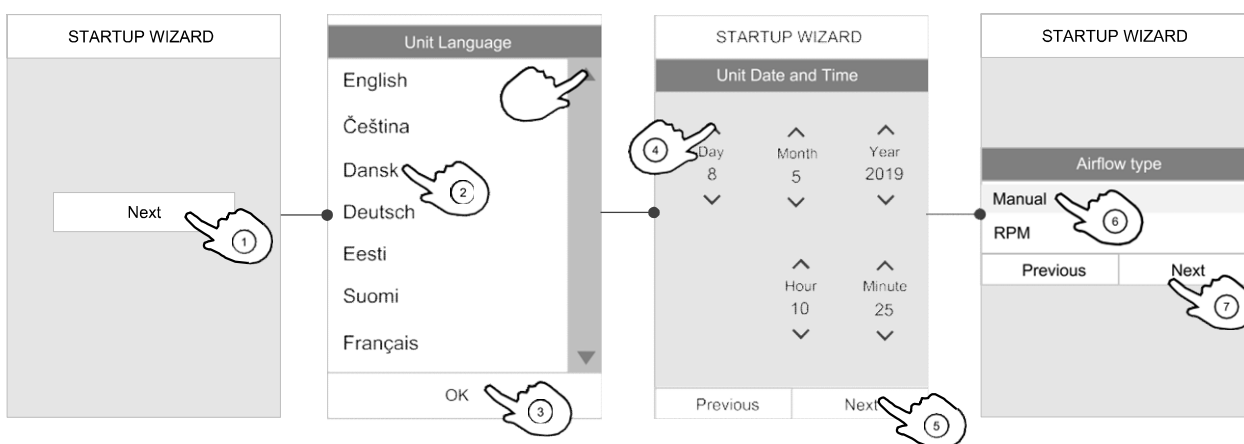 STARTUP WIZARD
Next
1
Unit Language
English
Čeština
Dansk
2
Deutsch
Eesti
Suomi
Français
OK
3
STARTUP WIZARD
Unit Date and Time
4
Day Month Year
8 5 2019
Hour Minute
10 25
Previous Next
5
STARTUP WIZARD
Airflow type
Manual
6
RPM
Previous Next
7